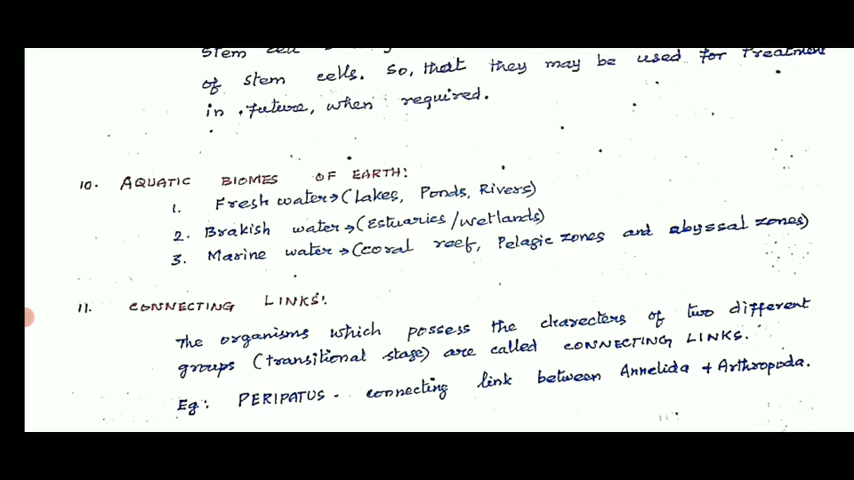 stem cell
of stem cells. So, that they may be used for Treatment
in future, when required.
10. AQUATIC BIOMES OF EARTH:
1. Fresh water→(Lakes, Ponds, Rivers)
2. Brakish water→(Estuaries/wetlands)
3. Marine water→(coral reef, Pelagic zones and abyssal zones)
11. CONNECTING LINKS:
The organisms which possess the charecters of two different
groups (transitional stage) are called CONNECTING LINKS.
Eg: PERIPATUS - connecting link between Annelida & Arthropoda.